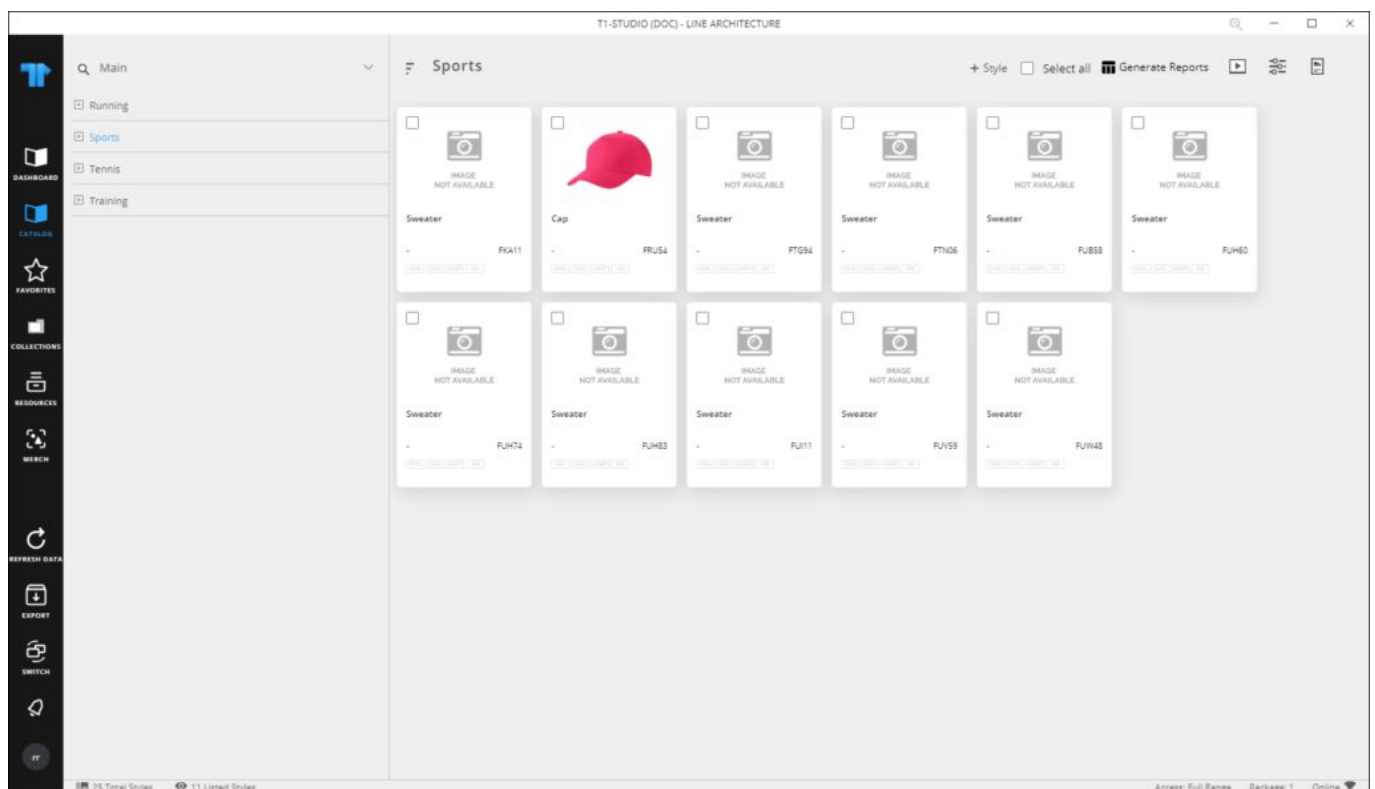 T1-STUDIO (DOC) - LINE ARCHITECTURE
Main
Running
Sports
Tennis
Training
DASHBOARD
CATALOG
FAVORITES
COLLECTIONS
RESOURCES
MERCH
REFRESH DATA
EXPORT
SWITCH
Sports
+ Style Select all Generate Reports
IMAGE NOT AVAILABLE
Sweater
- FKA11
Cap
- FRU54
IMAGE NOT AVAILABLE
Sweater
- FTG94
IMAGE NOT AVAILABLE
Sweater
- FTN06
IMAGE NOT AVAILABLE
Sweater
- FUB58
IMAGE NOT AVAILABLE
Sweater
- FUH60
IMAGE NOT AVAILABLE
Sweater
- FUH74
IMAGE NOT AVAILABLE
Sweater
- FUH83
IMAGE NOT AVAILABLE
Sweater
- FUI11
IMAGE NOT AVAILABLE
Sweater
- FUV59
IMAGE NOT AVAILABLE
Sweater
- FUW48
25 Total Styles 11 Listed Styles
Access: Full Range Package: 1 Online